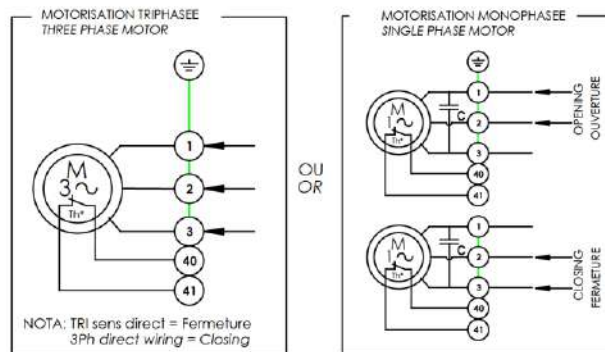 MOTORISATION TRIPHASEE
THREE PHASE MOTOR
1
2
3
40
41
M
3
Th*
NOTA: TRI sens direct = Fermeture
3Ph direct wiring = Closing
OU
OR
MOTORISATION MONOPHASEE
SINGLE PHASE MOTOR
1
2
3
40
41
M
1
Th*
C
OPENING
OUVERTURE
1
2
3
40
41
M
1
Th*
C
CLOSING
FERMETURE